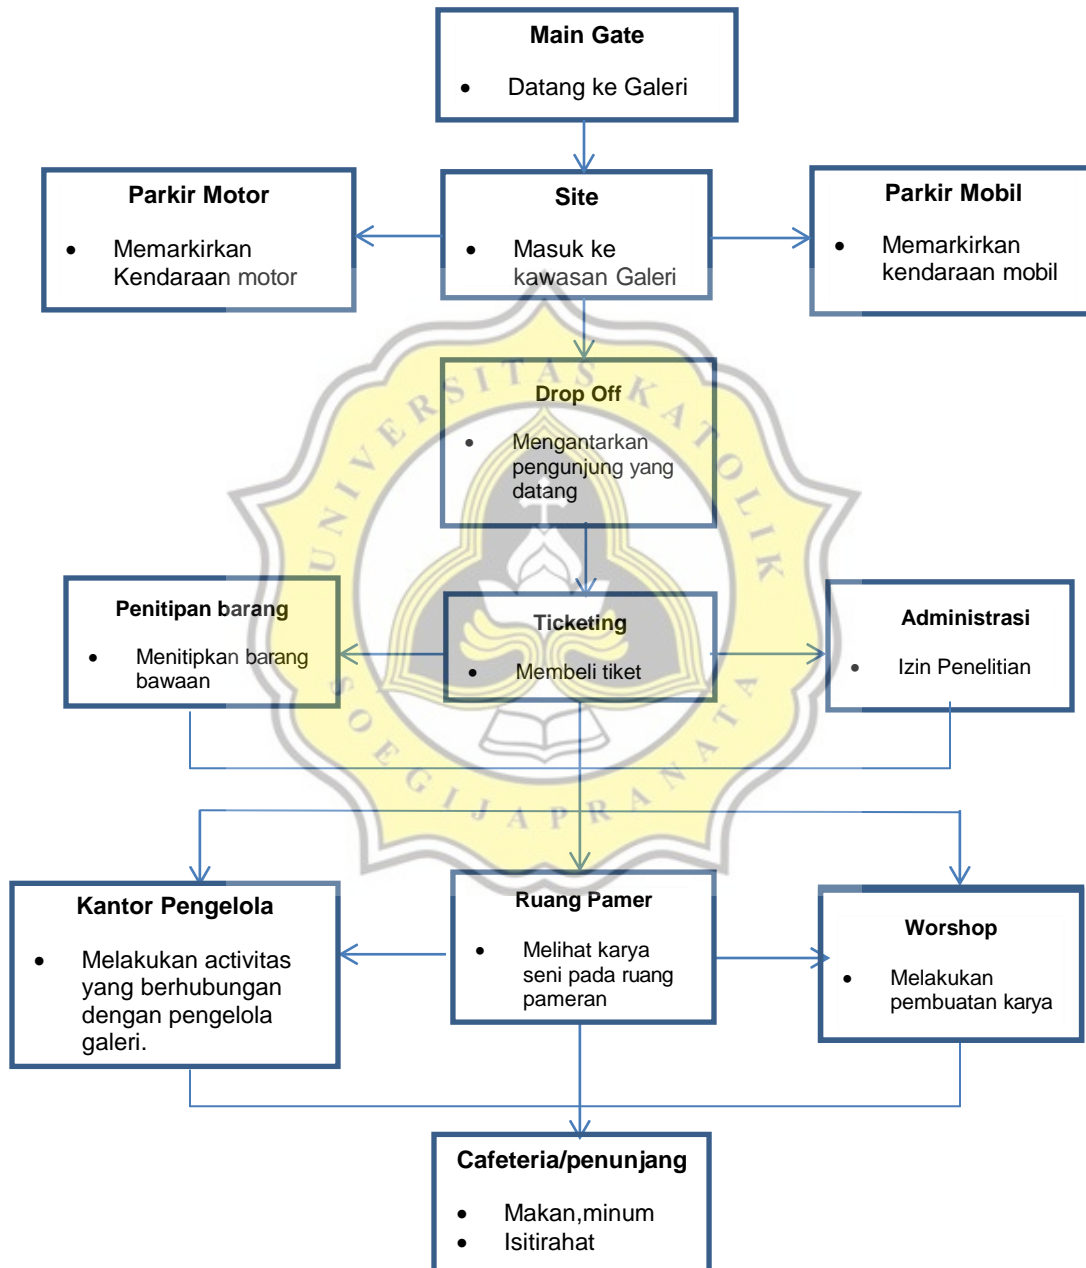 Main Gate
• Datang ke Galeri
Parkir Motor
• Memarkirkan
Kendaraan motor
Site
• Masuk ke
kawasan Galeri
Parkir Mobil
• Memarkirkan
kendaraan mobil
Drop Off
• Mengantarkan
pengunjung yang
datang
Penitipan barang
• Menitipkan barang
bawaan
Ticketing
• Membeli tiket
Administrasi
• Izin Penelitian
Kantor Pengelola
• Melakukan activitas
yang berhubungan
dengan pengelola
galeri.
Ruang Pamer
• Melihat karya
seni pada ruang
pameran
Worshop
• Melakukan
pembuatan karya
Cafeteria/penunjang
• Makan,minum
• Isitirahat
UNIVERSITAS KATOLIK
SOEGIJAPRANATA